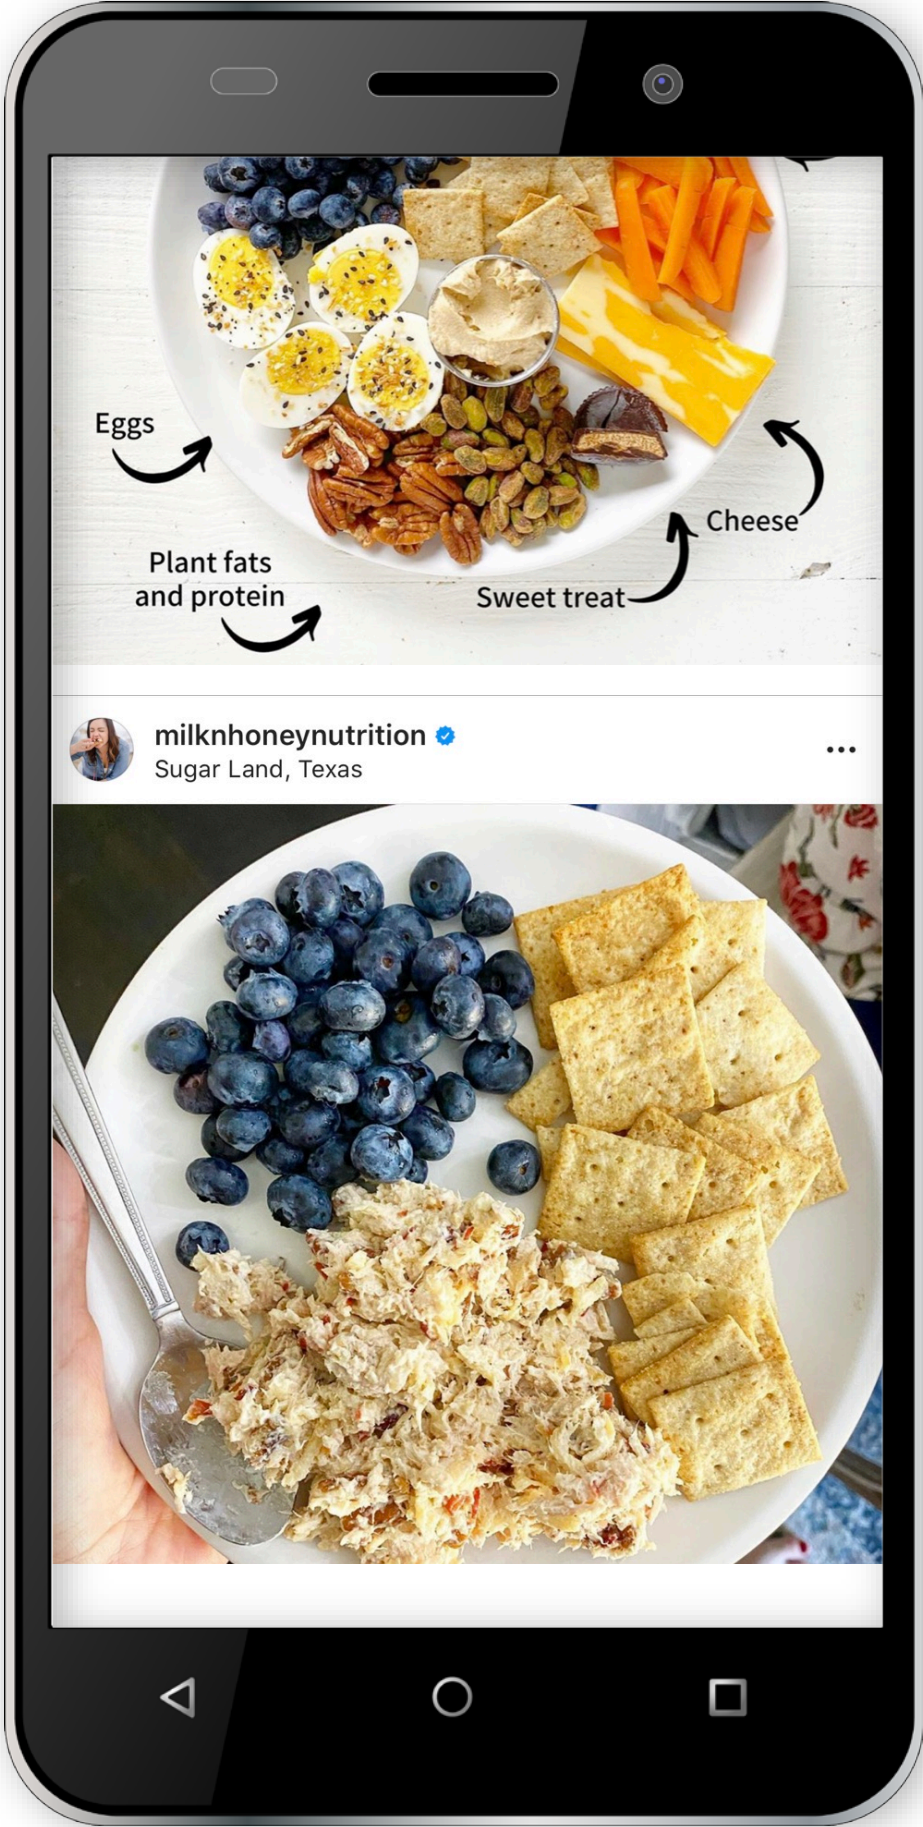 Eggs
Plant fats
and protein
Sweet treat
Cheese
milknhoneynutrition
Sugar Land, Texas